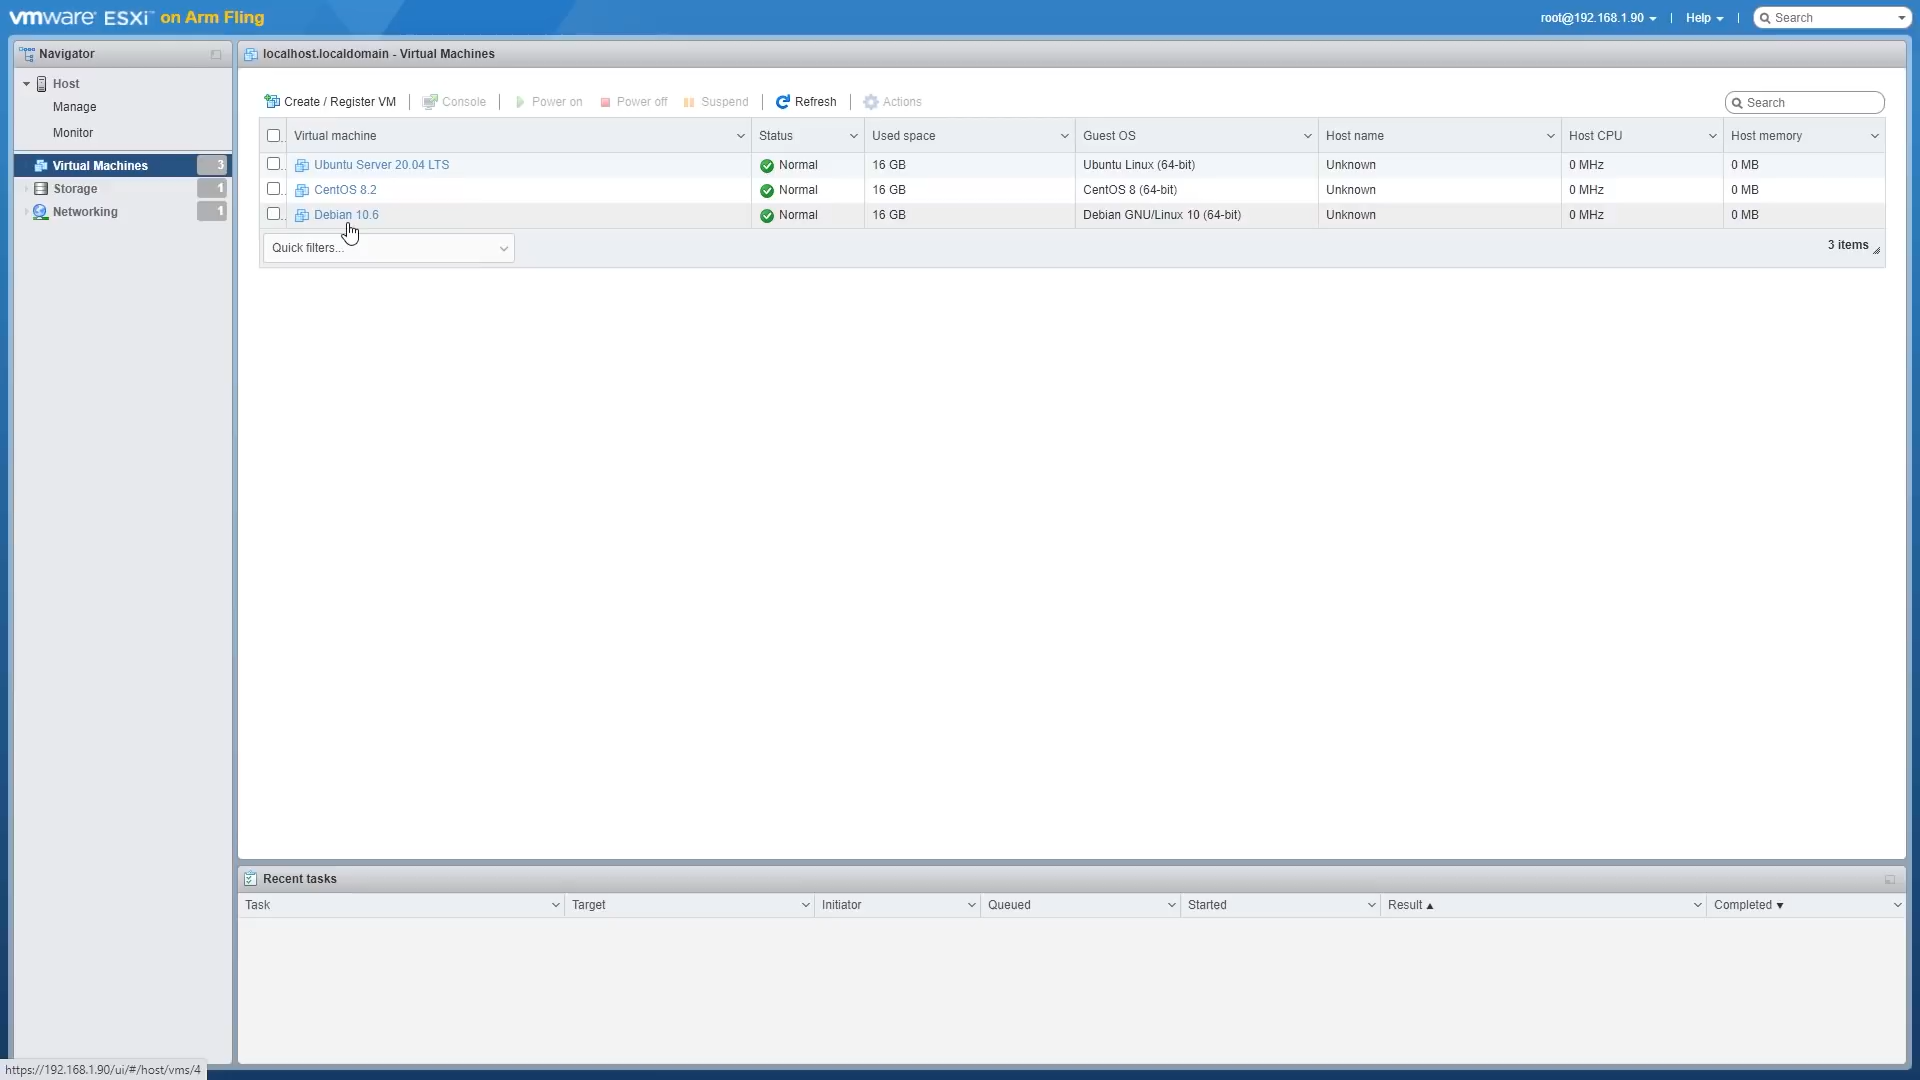 vmware ESXi™ on Arm Fling
root@192.168.1.90 | Help | Search
Navigator
Host
Manage
Monitor
Virtual Machines 3
Storage 1
Networking 1
localhost.localdomain - Virtual Machines
Create / Register VM | Console | Power on Power off Suspend | Refresh | Actions
Search
Virtual machine Status Used space Guest OS Host name Host CPU Host memory
Ubuntu Server 20.04 LTS Normal 16 GB Ubuntu Linux (64-bit) Unknown 0 MHz 0 MB
CentOS 8.2 Normal 16 GB CentOS 8 (64-bit) Unknown 0 MHz 0 MB
Debian 10.6 Normal 16 GB Debian GNU/Linux 10 (64-bit) Unknown 0 MHz 0 MB
Quick filters...
3 items
Recent tasks
Task Target Initiator Queued Started Result ▲ Completed ▼
https://192.168.1.90/ui/#/host/vms/4